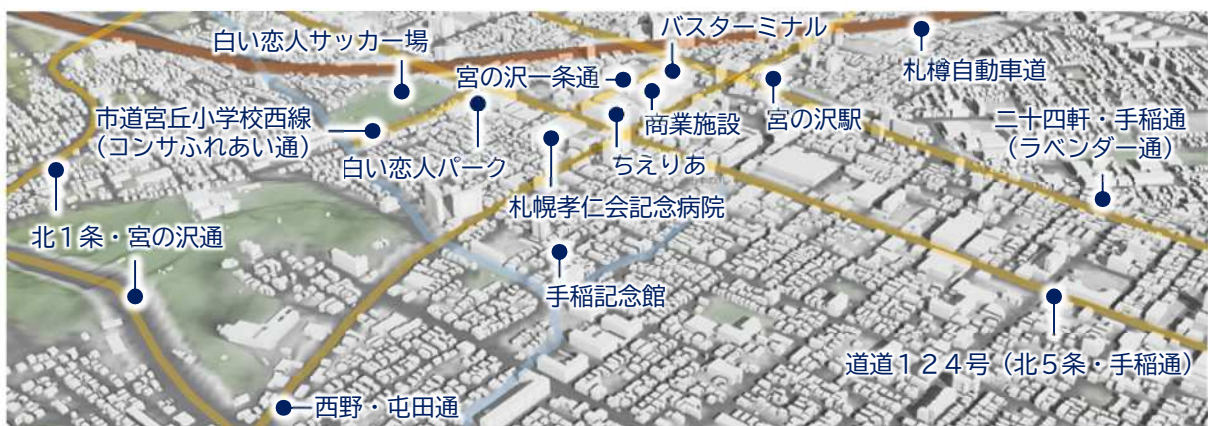 バスターミナル
白い恋人サッカー場
宮の沢一条通
札樽自動車道
市道宮丘小学校西線
（コンサふれあい通）
白い恋人パーク
商業施設
宮の沢駅
二十四軒・手稲通
（ラベンダー通）
ちえりあ
札幌孝仁会記念病院
北１条・宮の沢通
手稲記念館
道道１２４号（北５条・手稲通）
西野・屯田通